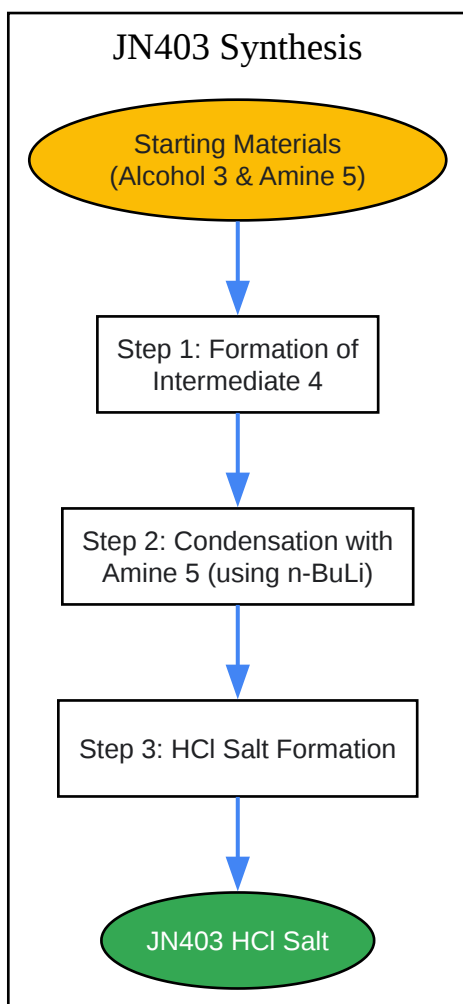 JN403 Synthesis
Starting Materials
(Alcohol 3 & Amine 5)
Step 1: Formation of
Intermediate 4
Step 2: Condensation with
Amine 5 (using n-BuLi)
Step 3: HCl Salt Formation
JN403 HCl Salt